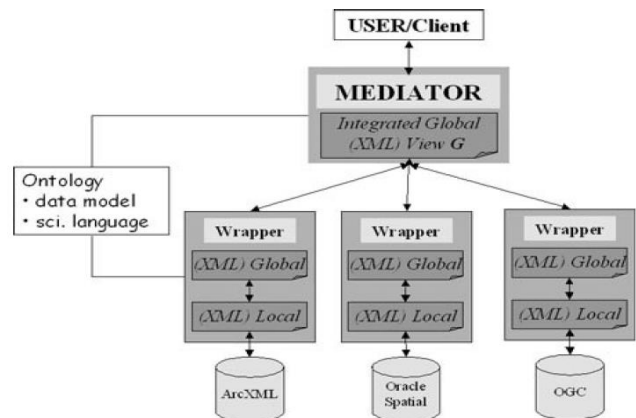 USER/Client
MEDIATOR
Integrated Global
(XML) View G
Ontology
• data model
• sci. language
Wrapper
(XML) Global
(XML) Local
ArcXML
Wrapper
(XML) Global
(XML) Local
Oracle
Spatial
Wrapper
(XML) Global
(XML) Local
OGC